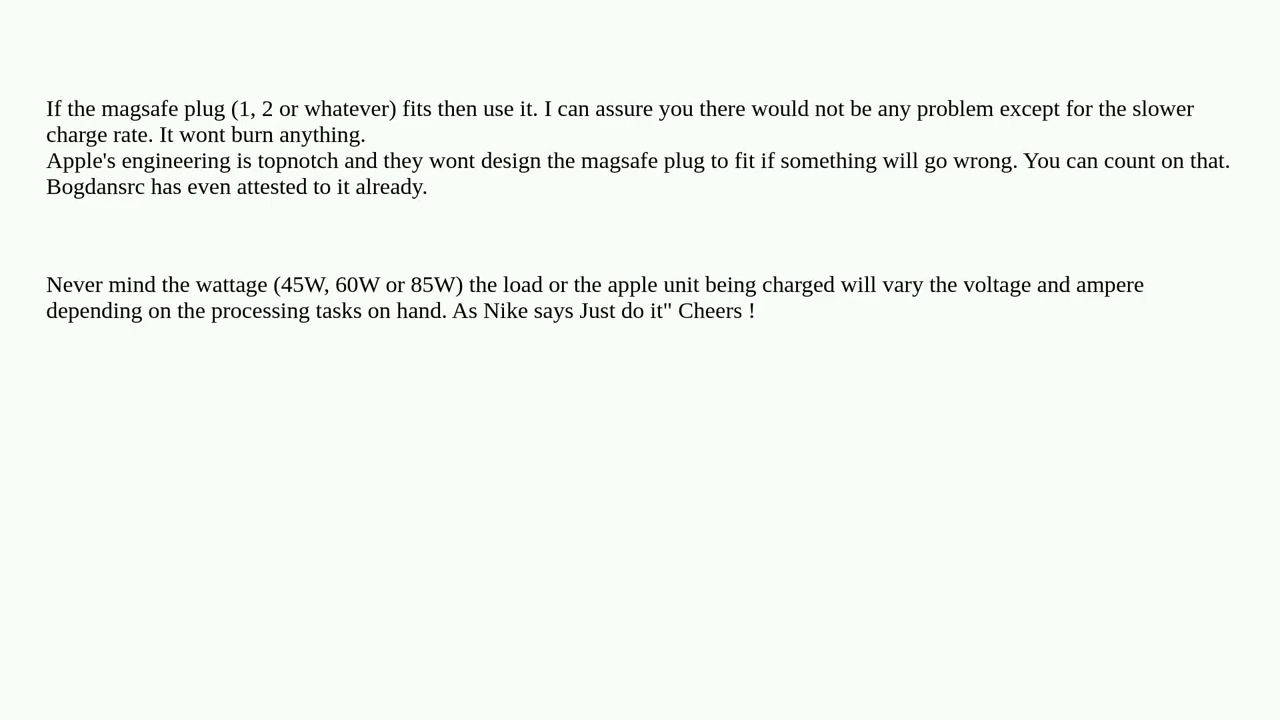 If the magsafe plug (1, 2 or whatever) fits then use it. I can assure you there would not be any problem except for the slower
charge rate. It wont burn anything.
Apple's engineering is topnotch and they wont design the magsafe plug to fit if something will go wrong. You can count on that.
Bogdansrc has even attested to it already.
Never mind the wattage (45W, 60W or 85W) the load or the apple unit being charged will vary the voltage and ampere
depending on the processing tasks on hand. As Nike says Just do it" Cheers !